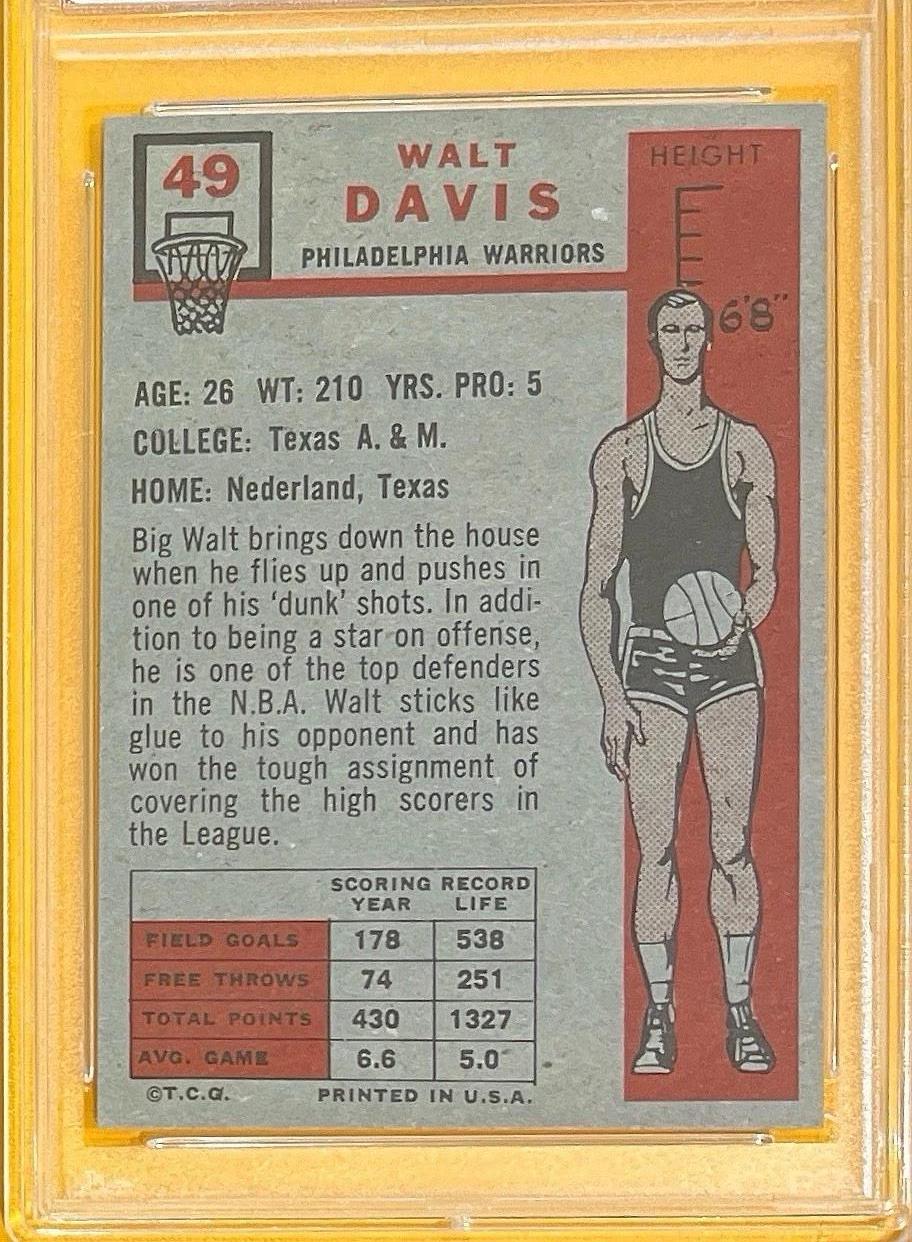 49
WALT
DAVIS
PHILADELPHIA WARRIORS
HEIGHT
6'8"
AGE: 26 WT: 210 YRS. PRO: 5
COLLEGE: Texas A. & M.
HOME: Nederland, Texas
Big Walt brings down the house
when he flies up and pushes in
one of his 'dunk' shots. In addi-
tion to being a star on offense,
he is one of the top defenders
in the N.B.A. Walt sticks like
glue to his opponent and has
won the tough assignment of
covering the high scorers in
the League.
SCORING RECORD
YEAR LIFE
FIELD GOALS 178 538
FREE THROWS 74 251
TOTAL POINTS 430 1327
AVG. GAME 6.6 5.0
©T.C.G. PRINTED IN U.S.A.